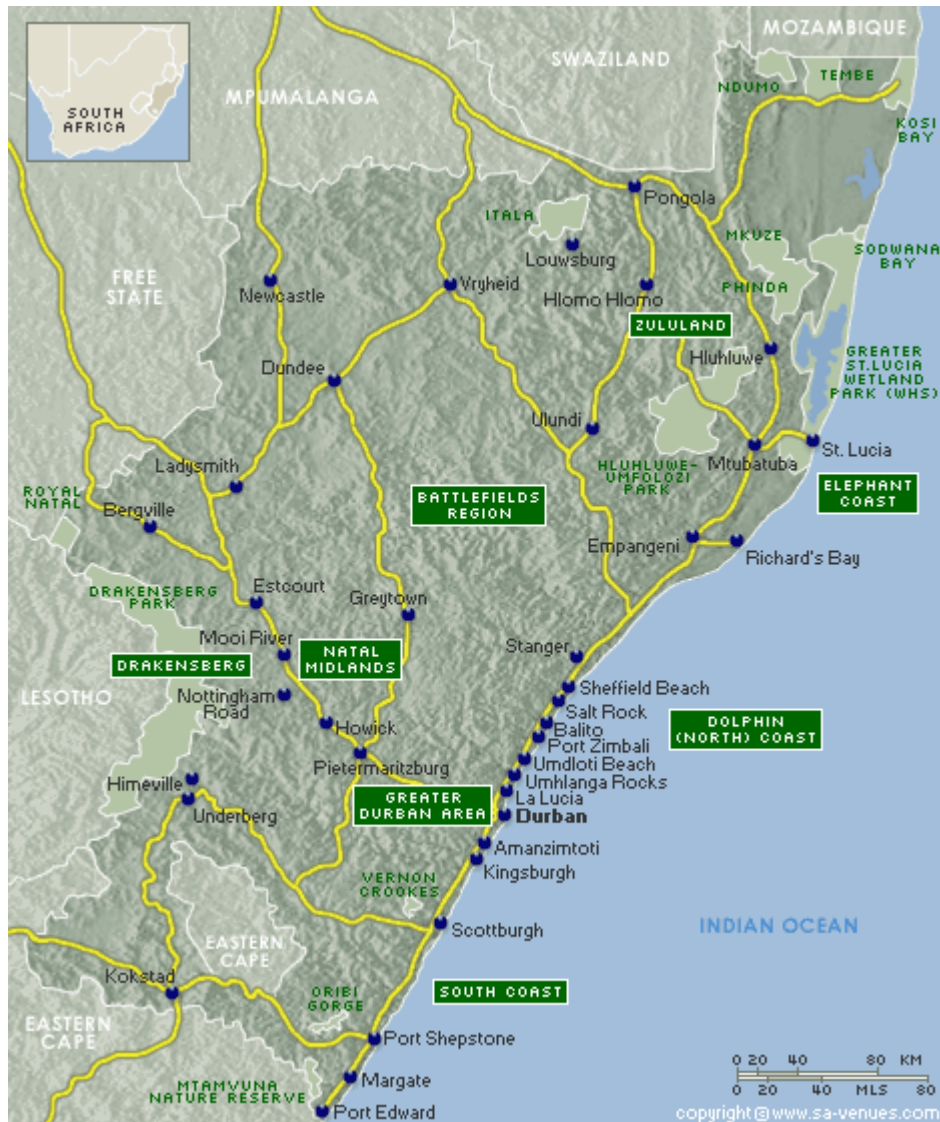 MOZAMBIQUE
SWAZILAND
NDUMO
TEMBE
MPUMALANGA
SOUTH
AFRICA
KOSI
BAY
Pongola
ITALA
MKUZE
SODWANA
BAY
Louwsburg
FREE
STATE
Newcastle
Vryheid
Hlomo Hlomo
PHINDA
ZULULAND
Hluhluwe
GREATER
ST.LUCIA
WETLAND
PARK (WHS)
Dundee
Ulundi
Mtubatuba
St. Lucia
Ladysmith
HLUHLUWE-
UMFOLOZI
PARK
ROYAL
NATAL
Bergville
BATTLEFIELDS
REGION
ELEPHANT
COAST
Empangeni
Richard's Bay
DRAKENSBERG
PARK
Estcourt
Greytown
Mooi River
NATAL
MIDLANDS
Stanger
DRAKENSBERG
LESOTHO
Nottingham
Road
Sheffield Beach
Salt Rock
DOLPHIN
(NORTH) COAST
Howick
Balito
Port Zimbali
Pietermaritzburg
Umdloti Beach
Himeville
Umhlanga Rocks
GREATER
DURBAN AREA
La Lucia
Underberg
Durban
Amanzimtoti
Kingsburgh
VERNON
CROOKES
Scottburgh
INDIAN OCEAN
EASTERN
CAPE
Kokstad
SOUTH COAST
ORIBI
GORGE
EASTERN
CAPE
Port Shepstone
0 20 40 80 KM
0 20 40 80 MLS
MTAMVUNA
NATURE RESERVE
Margate
Port Edward
copyright@www.sa-venues.com